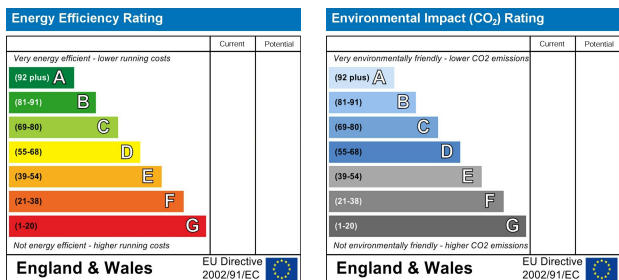 Energy Efficiency Rating
Current Potential
Very energy efficient - lower running costs
(92 plus) A
(81-91) B
(69-80) C
(55-68) D
(39-54) E
(21-38) F
(1-20) G
Not energy efficient - higher running costs
England & Wales
EU Directive
2002/91/EC
Environmental Impact (CO₂) Rating
Current Potential
Very environmentally friendly - lower CO2 emissions
(92 plus) A
(81-91) B
(69-80) C
(55-68) D
(39-54) E
(21-38) F
(1-20) G
Not environmentally friendly - higher CO2 emissions
England & Wales
EU Directive
2002/91/EC